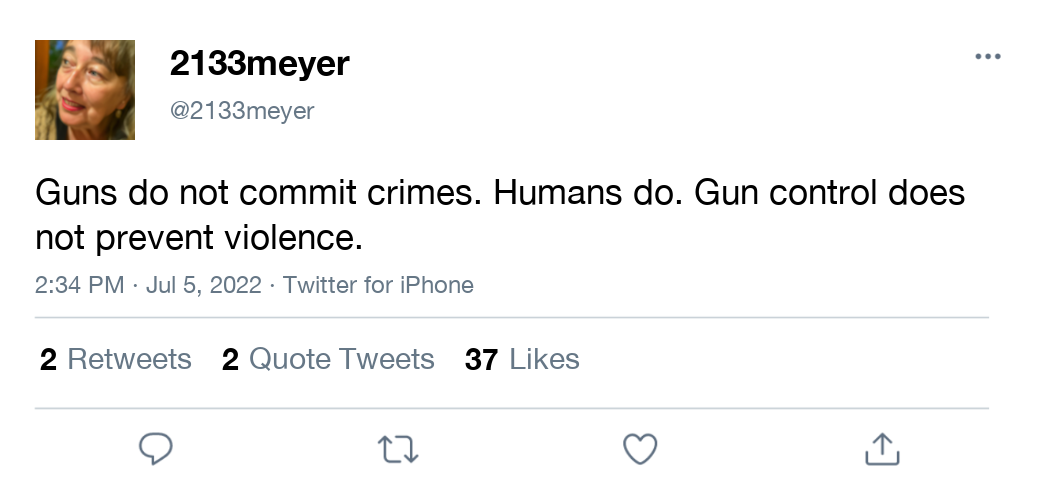 2133meyer
@2133meyer
Guns do not commit crimes. Humans do. Gun control does
not prevent violence.
2:34 PM · Jul 5, 2022 · Twitter for iPhone
2 Retweets 2 Quote Tweets 37 Likes